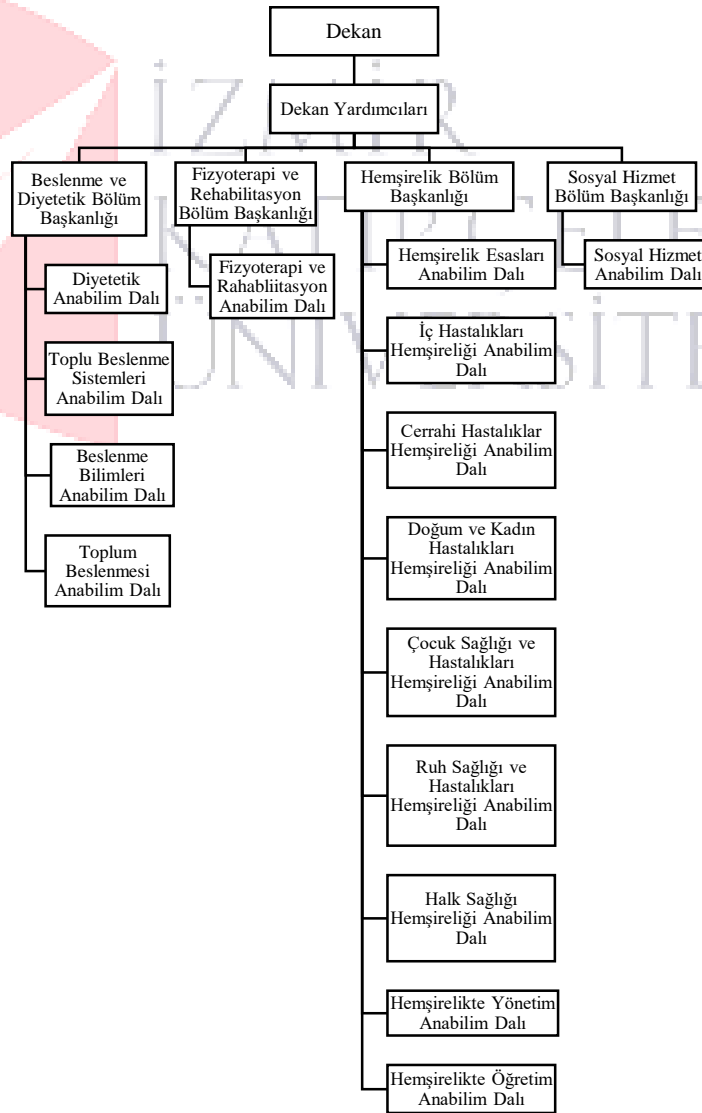 Dekan
Dekan Yardımcıları
Beslenme ve
Diyetetik Bölüm
Başkanlığı
Diyetetik
Anabilim Dalı
Toplu Beslenme
Sistemleri
Anabilim Dalı
Beslenme
Bilimleri
Anabilim Dalı
Toplum
Beslenmesi
Anabilim Dalı
Fizyoterapi ve
Rehabilitasyon
Bölüm Başkanlığı
Fizyoterapi ve
Rahabliitasyon
Anabilim Dalı
Hemşirelik Bölüm
Başkanlığı
Hemşirelik Esasları
Anabilim Dalı
İç Hastalıkları
Hemşireliği Anabilim
Dalı
Cerrahi Hastalıklar
Hemşireliği Anabilim
Dalı
Doğum ve Kadın
Hastalıkları
Hemşireliği Anabilim
Dalı
Çocuk Sağlığı ve
Hastalıkları
Hemşireliği Anabilim
Dalı
Ruh Sağlığı ve
Hastalıkları
Hemşireliği Anabilim
Dalı
Halk Sağlığı
Hemşireliği Anabilim
Dalı
Hemşirelikte Yönetim
Anabilim Dalı
Hemşirelikte Öğretim
Anabilim Dalı
Sosyal Hizmet
Bölüm Başkanlığı
Sosyal Hizmet
Anabilim Dalı
İZMİR